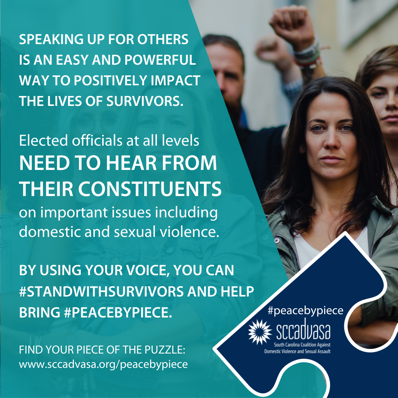 SPEAKING UP FOR OTHERS
IS AN EASY AND POWERFUL
WAY TO POSITIVELY IMPACT
THE LIVES OF SURVIVORS.
Elected officials at all levels
NEED TO HEAR FROM
THEIR CONSTITUENTS
on important issues including
domestic and sexual violence.
BY USING YOUR VOICE, YOU CAN
#STANDWITHSURVIVORS AND HELP
BRING #PEACEBYPIECE.
FIND YOUR PIECE OF THE PUZZLE:
www.sccadvasa.org/peacebypiece
#peacebypiece
sccadvasa
South Carolina Coalition Against
Domestic Violence and Sexual Assault